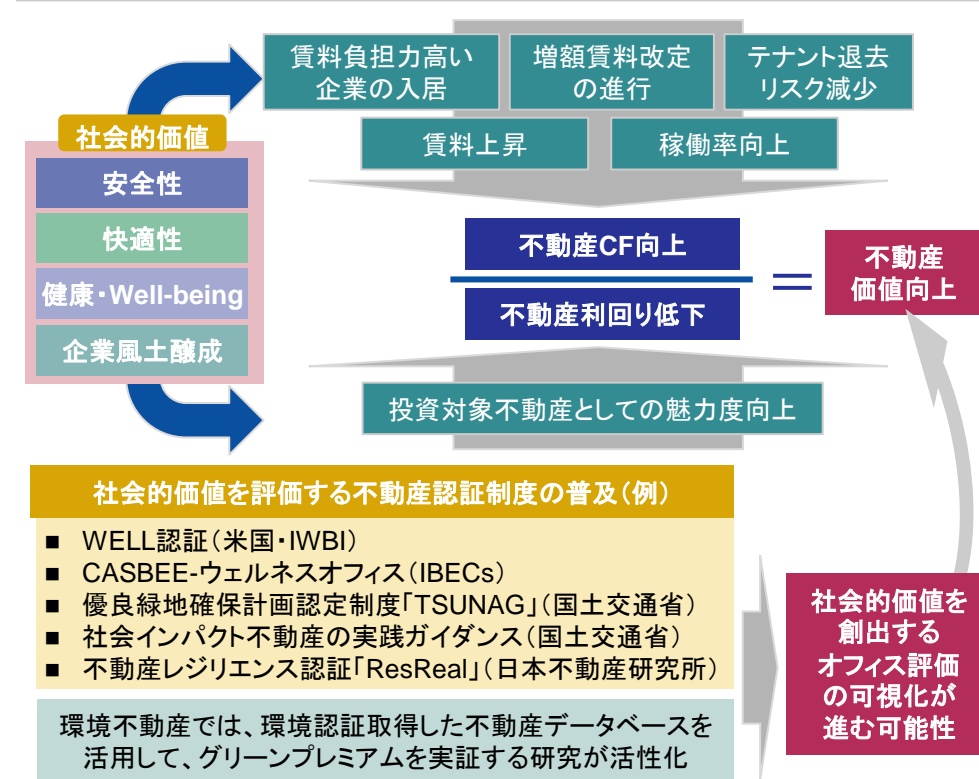 賃料負担力高い
企業の入居
増額賃料改定
の進行
テナント退去
リスク減少
賃料上昇
稼働率向上
社会的価値
安全性
快適性
健康・Well-being
企業風土醸成
不動産CF向上
不動産利回り低下
=
不動産
価値向上
投資対象不動産としての魅力度向上
社会的価値を評価する不動産認証制度の普及(例)
■ WELL認証(米国・IWBI)
■ CASBEE-ウェルネスオフィス(IBECs)
■ 優良緑地確保計画認定制度「TSUNAG」(国土交通省)
■ 社会インパクト不動産の実践ガイダンス(国土交通省)
■ 不動産レジリエンス認証「ResReal」(日本不動産研究所)
環境不動産では、環境認証取得した不動産データベースを
活用して、グリーンプレミアムを実証する研究が活性化
社会的価値を
創出する
オフィス評価
の可視化が
進む可能性